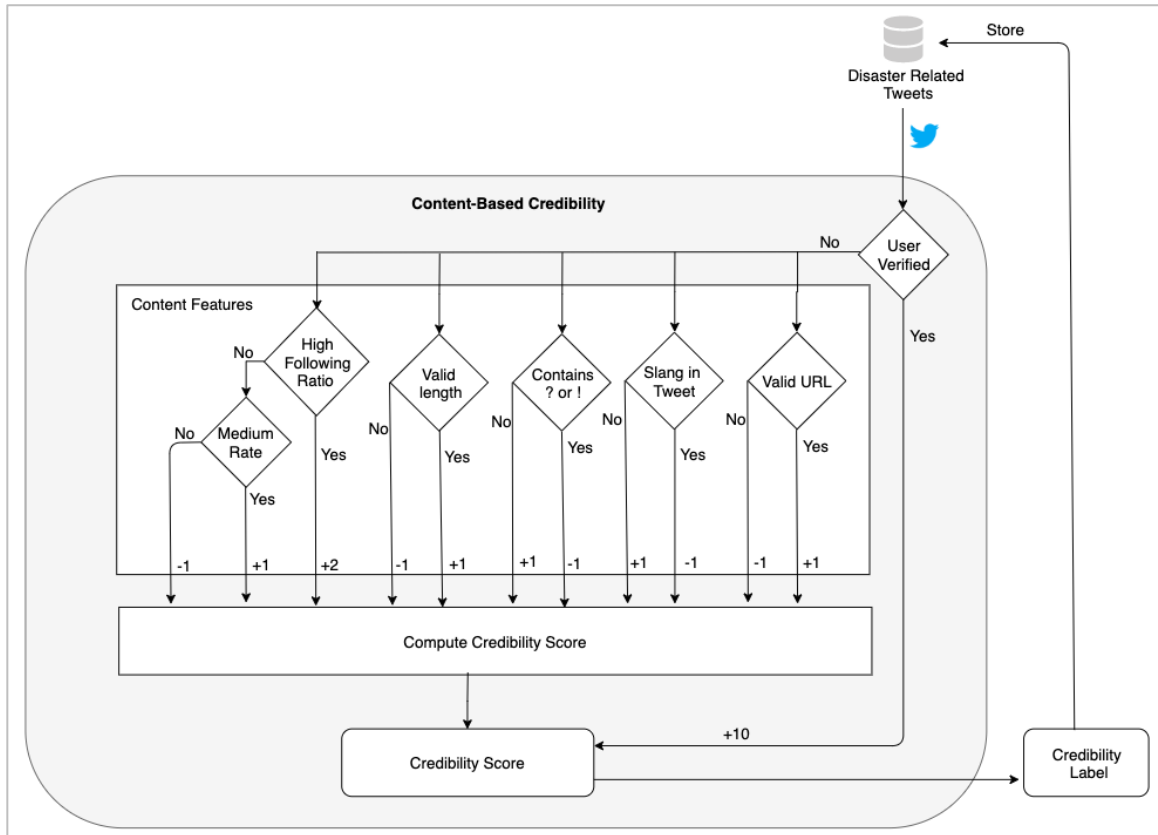 Store
Disaster Related
Tweets
Content-Based Credibility
No
User
Verified
Yes
Content Features
High
Following
Ratio
No
Yes
Medium
Rate
No
Yes
Valid
length
No
Yes
Contains
? or !
No
Yes
Slang in
Tweet
No
Yes
Valid URL
No
Yes
-1
+1
+2
-1
+1
+1
-1
+1
-1
-1
+1
Compute Credibility Score
+10
Credibility Score
Credibility
Label